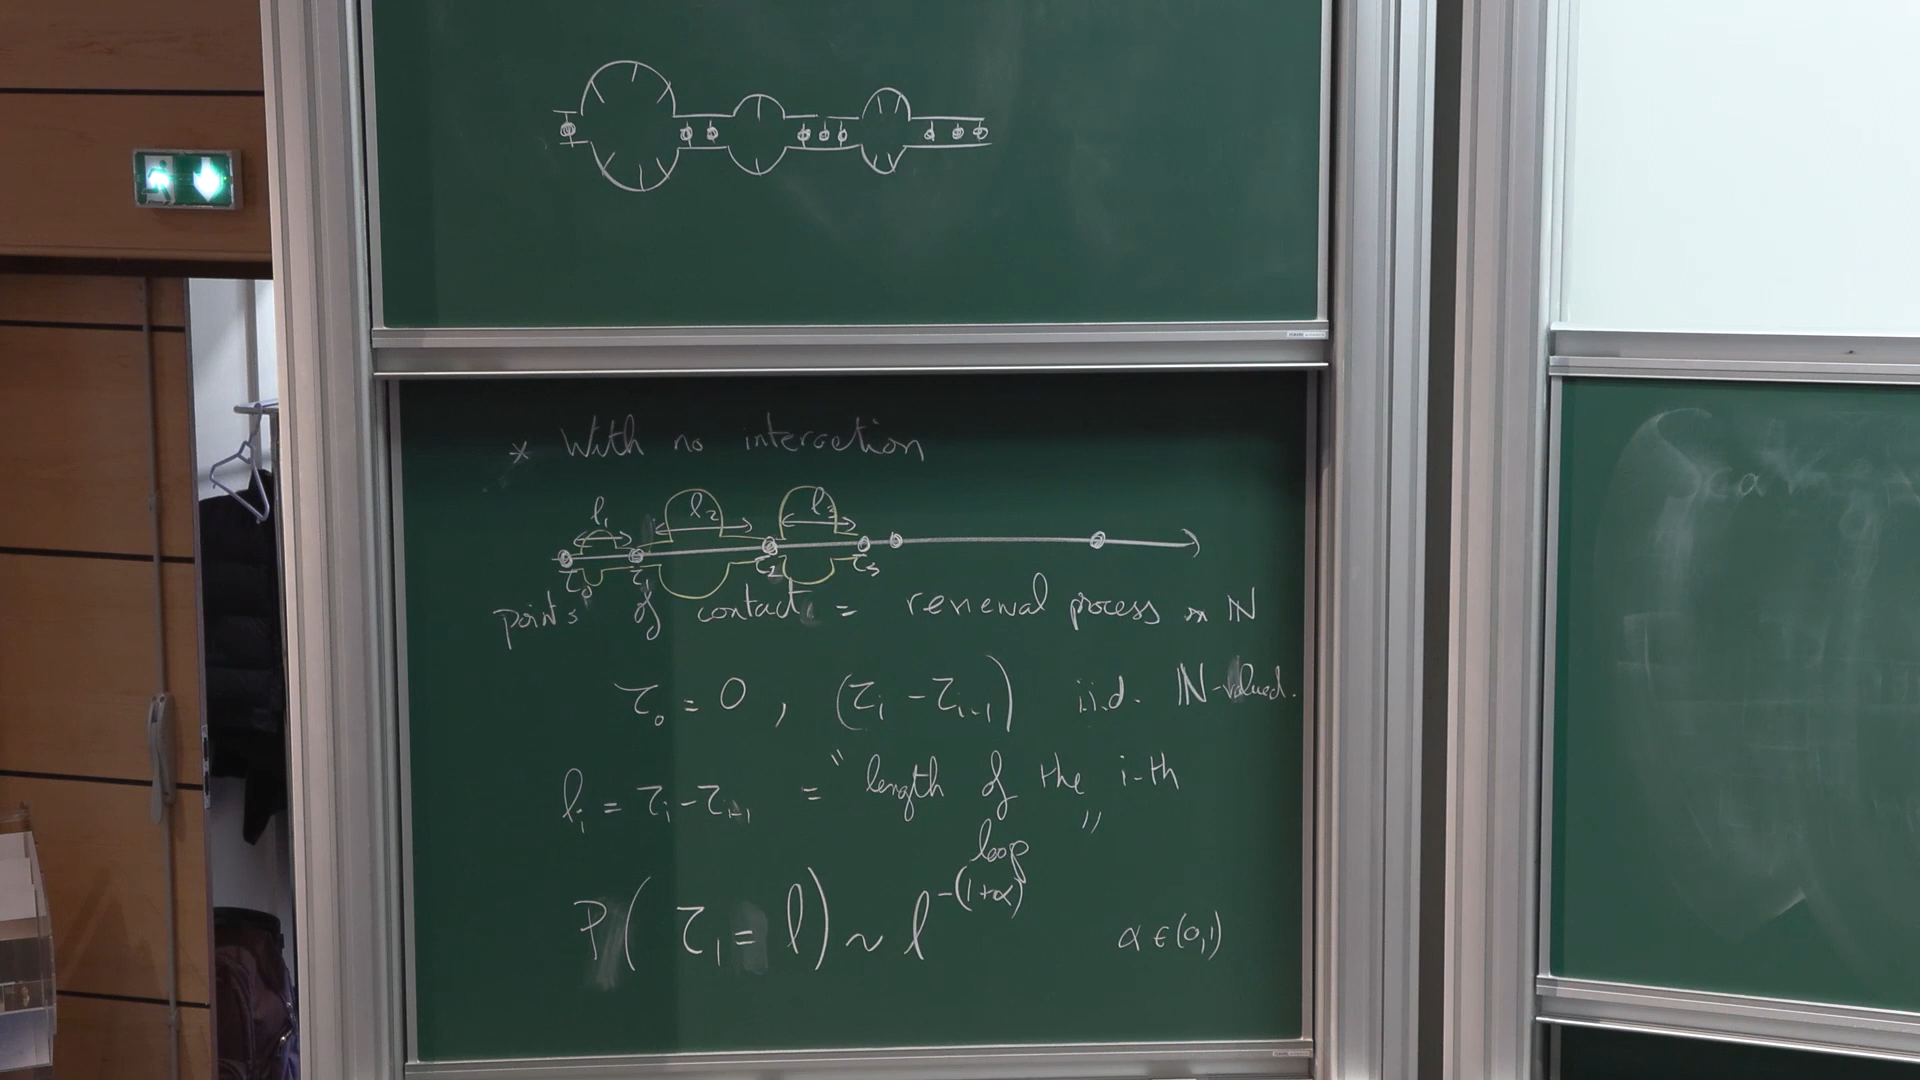 * With no interaction
l₁ l₂ l₃
τ₀ τ₁ τ₂ τ₃
points of contact = renewal process on ℕ
τ₀ = 0 , (τᵢ - τᵢ₋₁) i.i.d. ℕ-valued.
lᵢ = τᵢ - τᵢ₋₁ = "length of the i-th
loop"
P( τ₁ = l ) ~ l^{-(1+α)} α ∈ (0,1)